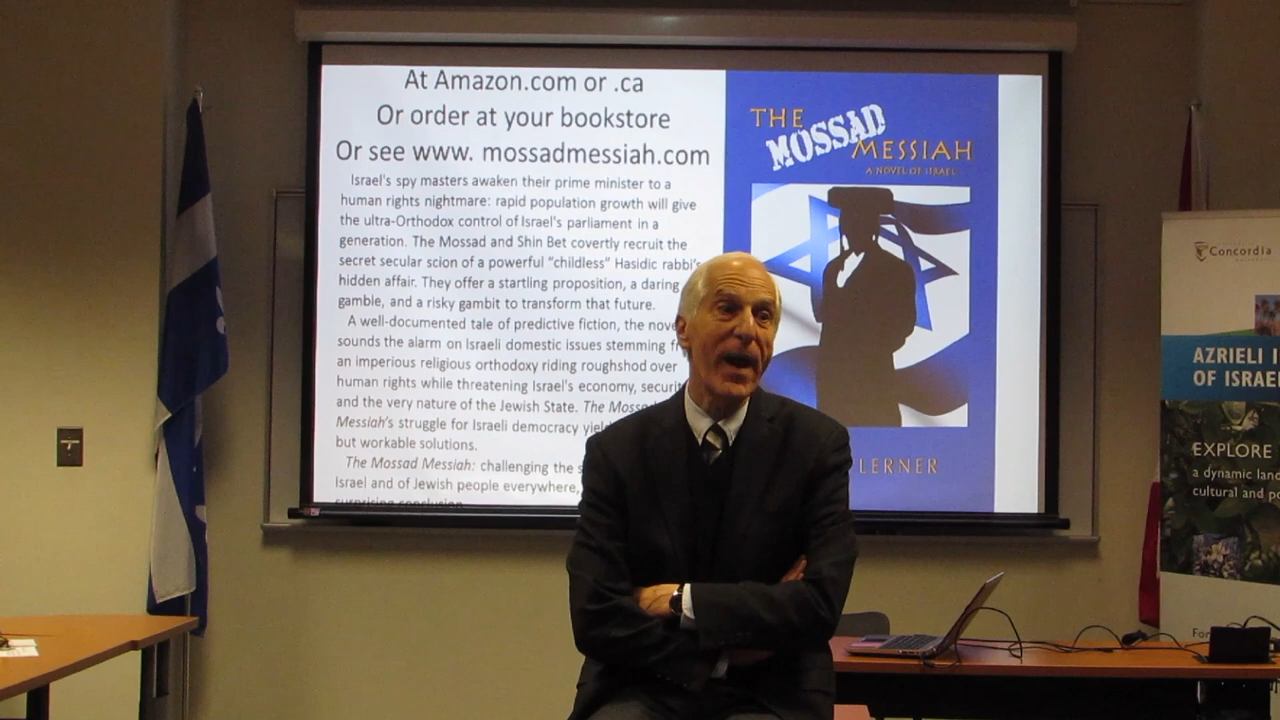 At Amazon.com or .ca
Or order at your bookstore
Or see www. mossadmessiah.com
Israel's spy masters awaken their prime minister to a
human rights nightmare: rapid population growth will give
the ultra-Orthodox control of Israel's parliament in a
generation. The Mossad and Shin Bet covertly recruit the
secret secular scion of a powerful “childless” Hasidic rabbi's
hidden affair. They offer a startling proposition, a daring
gamble, and a risky gambit to transform that future.
A well-documented tale of predictive fiction, the nove
sounds the alarm on Israeli domestic issues stemming fr
an imperious religious orthodoxy riding roughshod over
human rights while threatening Israel's economy, securit
and the very nature of the Jewish State. The Mossad
Messiah's struggle for Israeli democracy yiel
but workable solutions.
The Mossad Messiah: challenging the s
Israel and of Jewish people everywhere,
surprising conclusion
THE
MOSSAD
MESSIAH
A NOVEL OF ISRAEL
LERNER
Concordia
AZRIELI I
OF ISRAEL
EXPLORE
a dynamic land
cultural and po
For